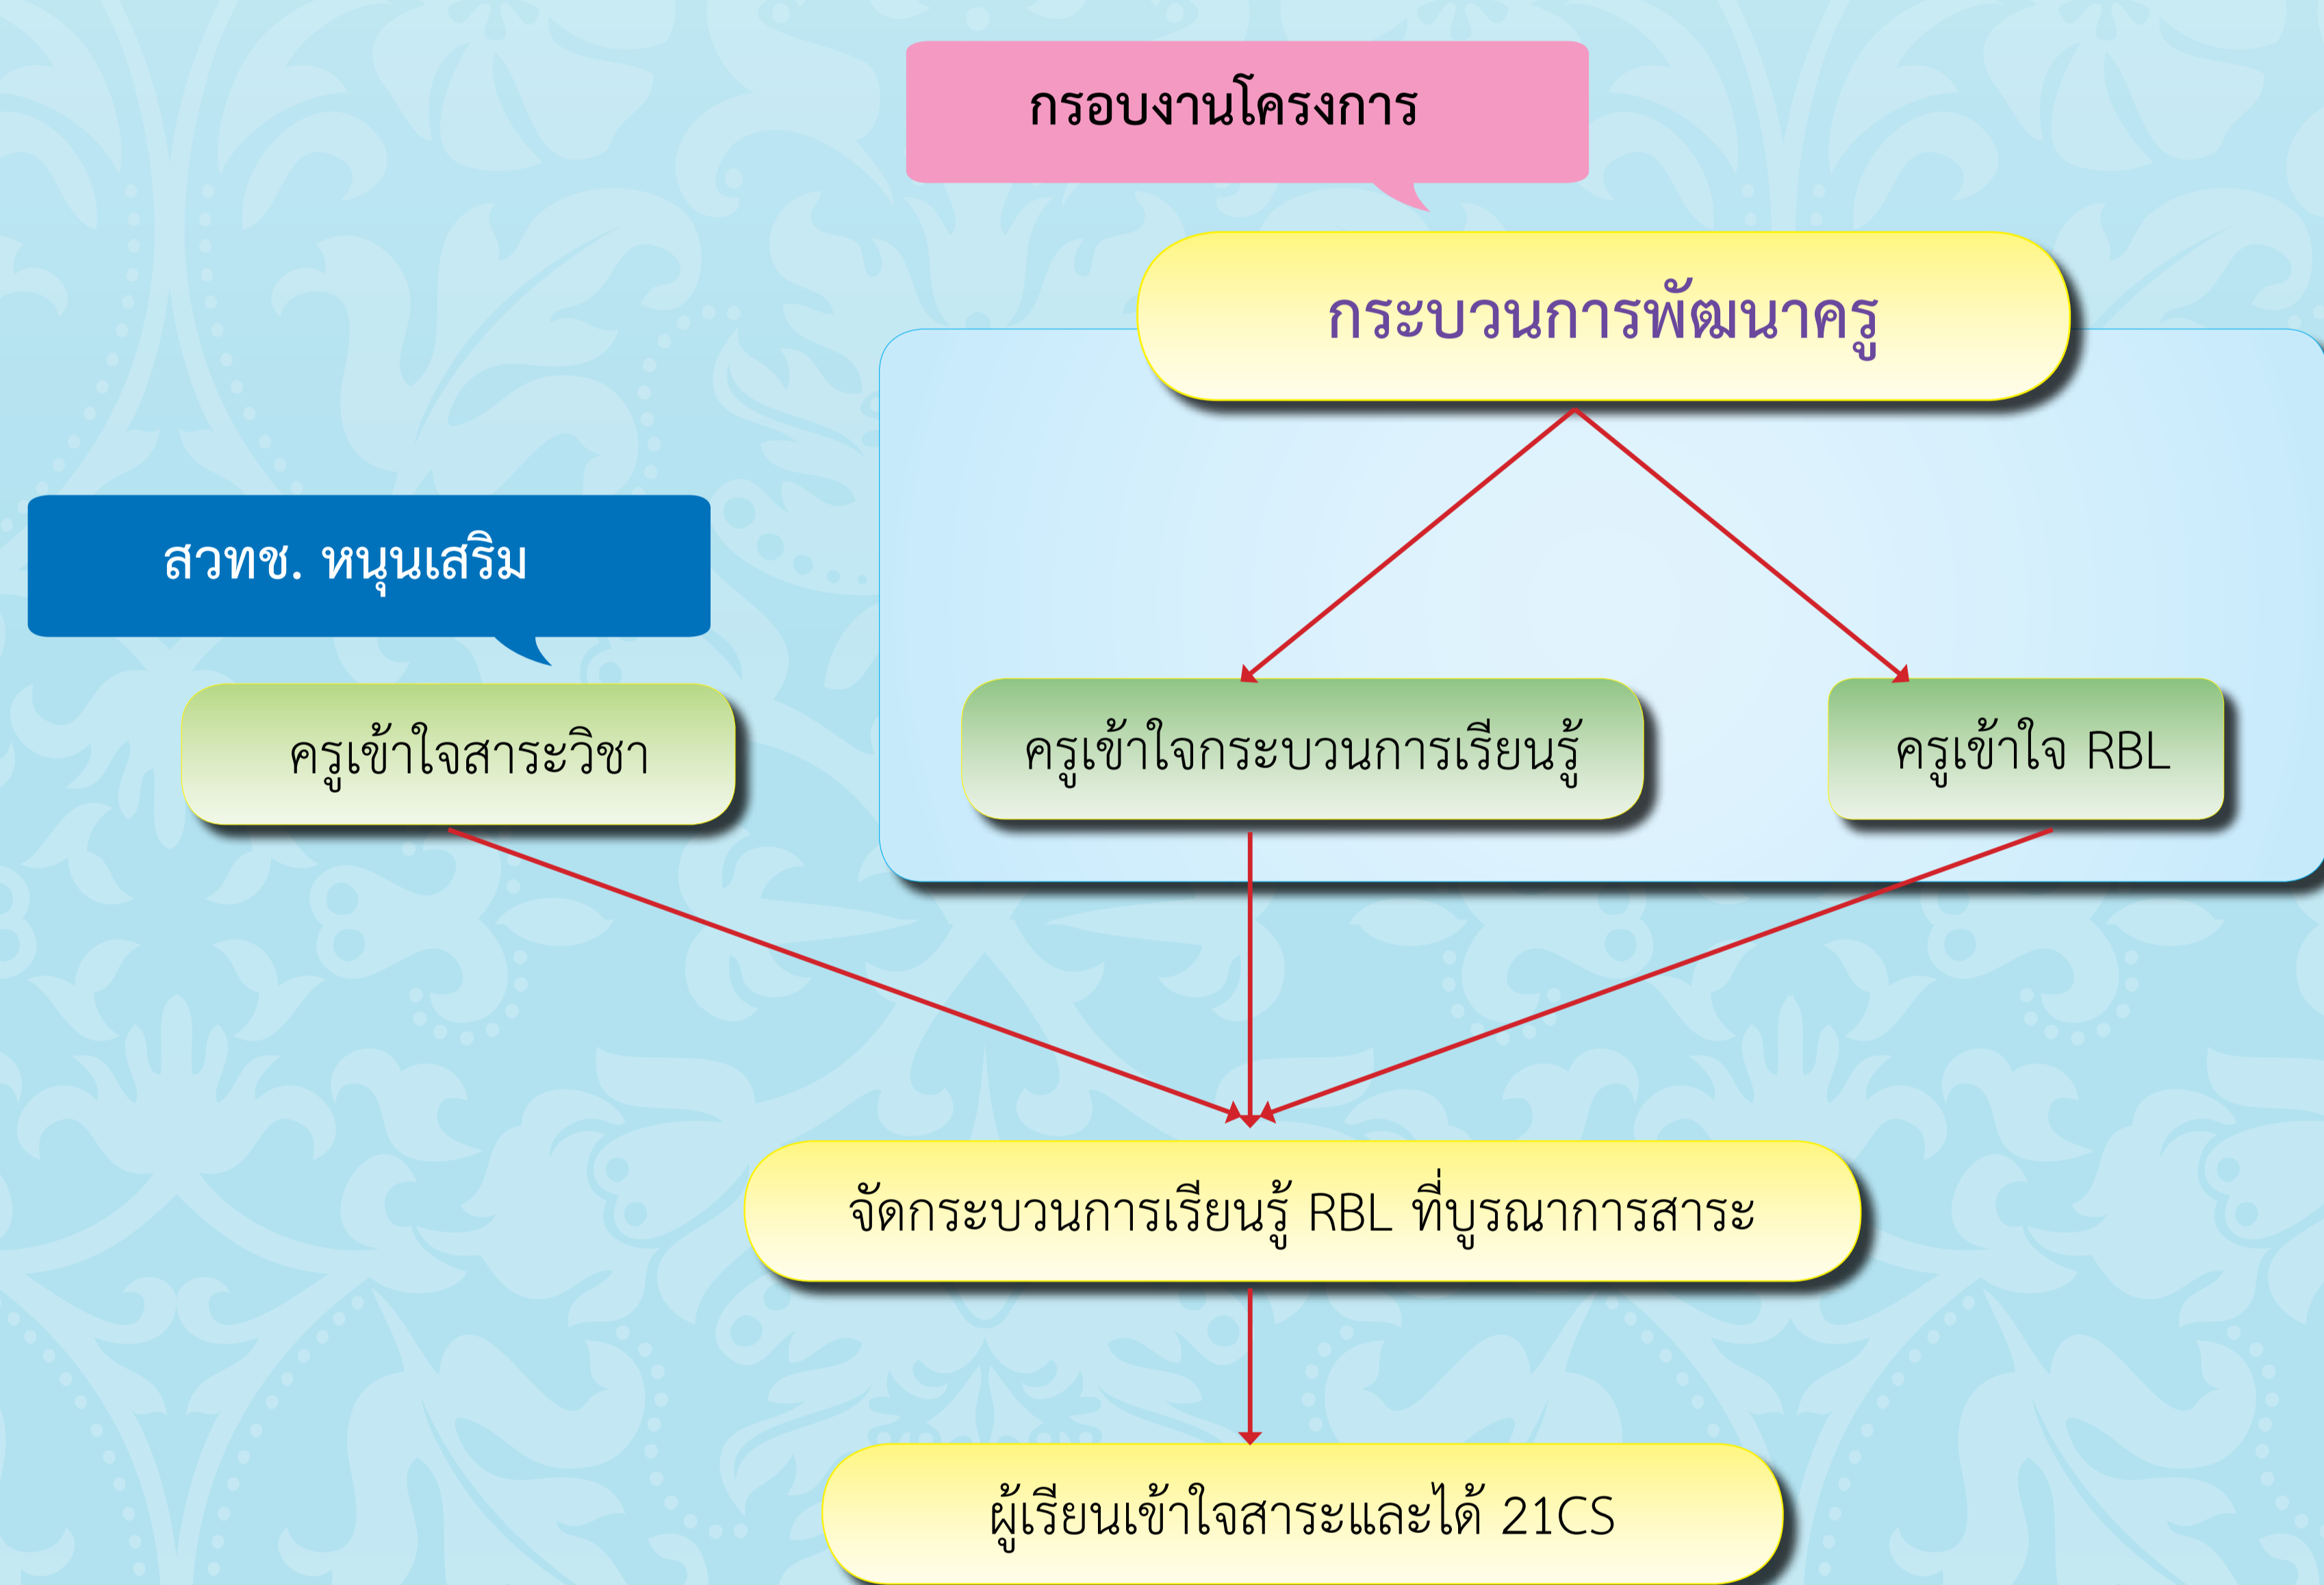 กรอบงานโครงการ
กระบวนการพัฒนาครู
สวทช. หนุนเสริม
ครูเข้าใจสาระวิชา
ครูเข้าใจกระบวนการเรียนรู้
ครูเข้าใจ RBL
จัดกระบวนการเรียนรู้ RBL ที่บูรณาการสาระ
ผู้เรียนเข้าใจสาระและได้ 21CS